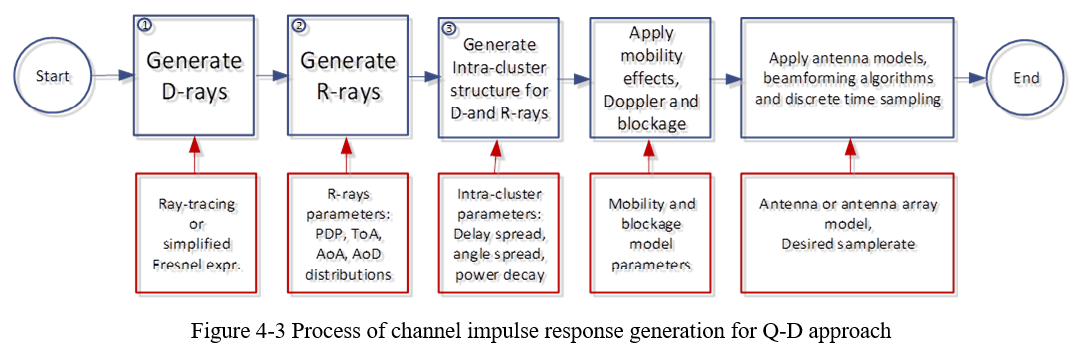 Start
1
Generate
D-rays
2
Generate
R-rays
3
Generate
Intra-cluster
structure for
D-and R-rays
Apply
mobility
effects,
Doppler and
blockage
Apply antenna models,
beamforming algorithms
and discrete time sampling
End
Ray-tracing
or
simplified
Fresnel expr.
R-rays
parameters:
PDP, ToA,
AoA, AoD
distributions
Intra-cluster
parameters:
Delay spread,
angle spread,
power decay
Mobility and
blockage
model
parameters
Antenna or antenna array
model,
Desired samplerate
Figure 4-3 Process of channel impulse response generation for Q-D approach